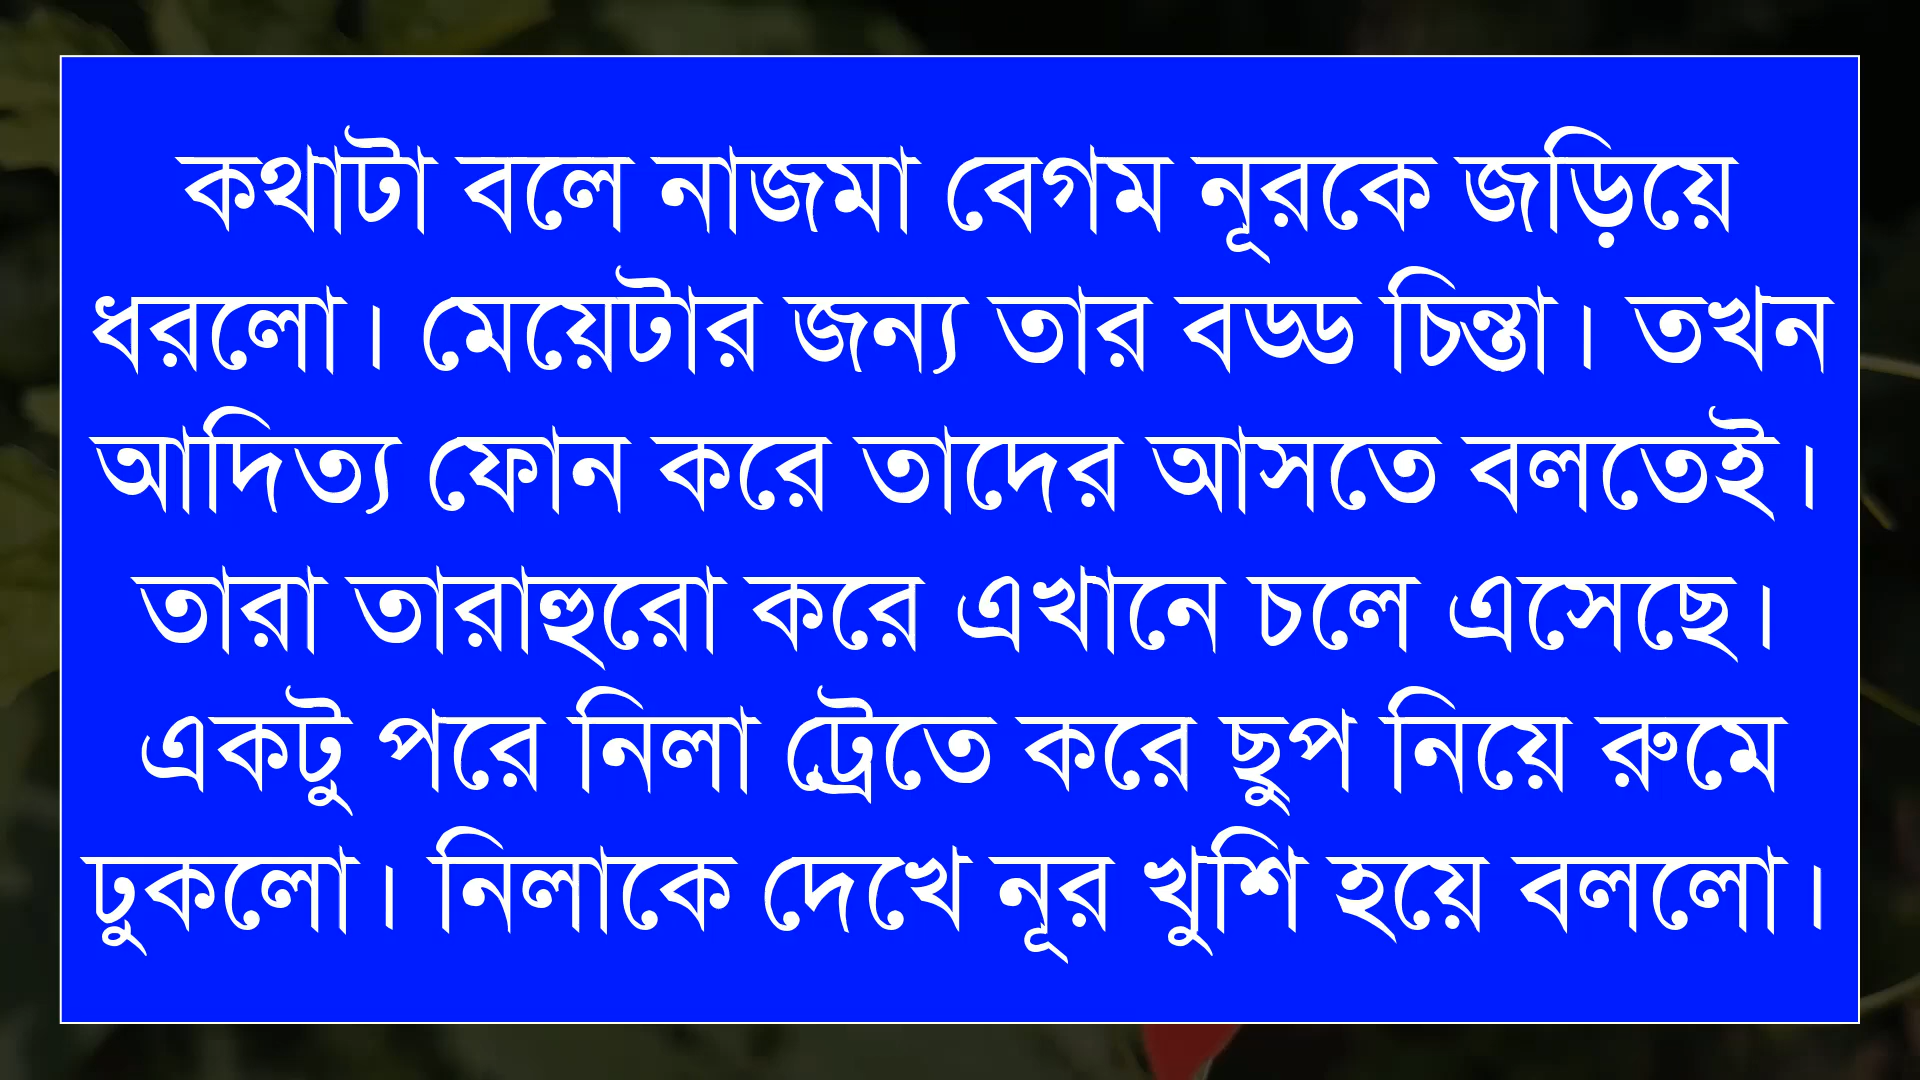 কথাটা বলে নাজমা বেগম নূরকে জড়িয়ে
ধরলো। মেয়েটার জন্য তার বড্ড চিন্তা। তখন
আদিত্য ফোন করে তাদের আসতে বলতেই।
তারা তারাহুরো করে এখানে চলে এসেছে।
একটু পরে নিলা ট্রেতে করে ছুপ নিয়ে রুমে
ঢুকলো। নিলাকে দেখে নূর খুশি হয়ে বললো।